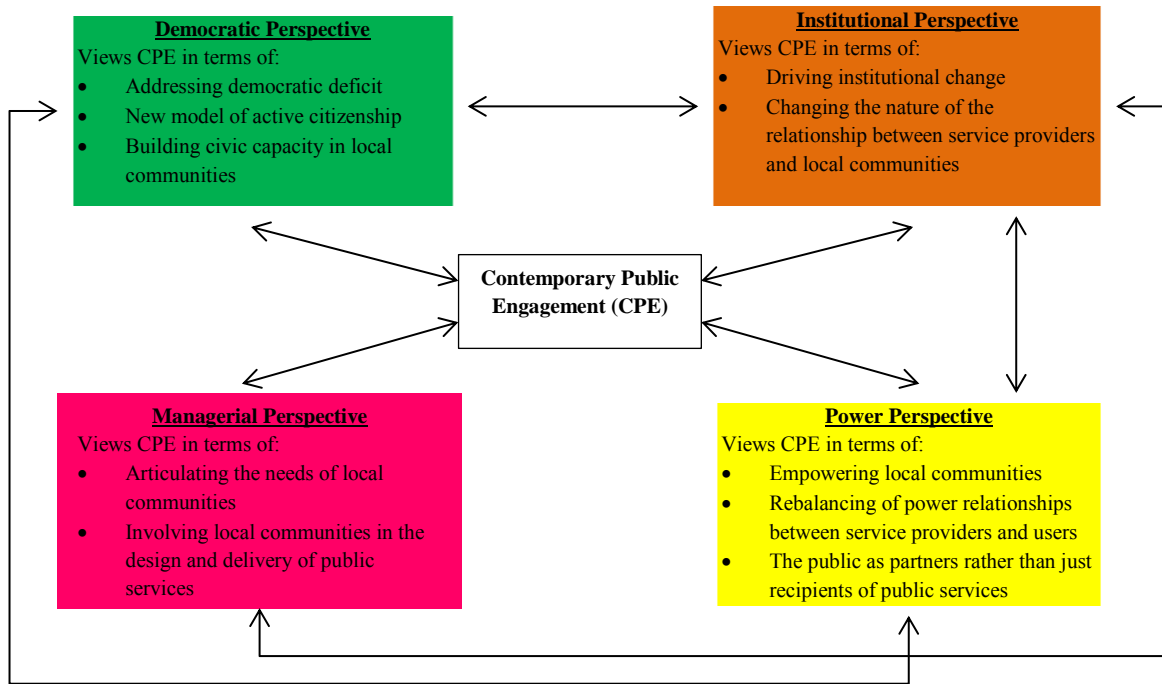 Democratic Perspective
Views CPE in terms of:
• Addressing democratic deficit
• New model of active citizenship
• Building civic capacity in local
communities
Institutional Perspective
Views CPE in terms of:
• Driving institutional change
• Changing the nature of the
relationship between service providers
and local communities
Contemporary Public
Engagement (CPE)
Managerial Perspective
Views CPE in terms of:
• Articulating the needs of local
communities
• Involving local communities in the
design and delivery of public
services
Power Perspective
Views CPE in terms of:
• Empowering local communities
• Rebalancing of power relationships
between service providers and users
• The public as partners rather than just
recipients of public services